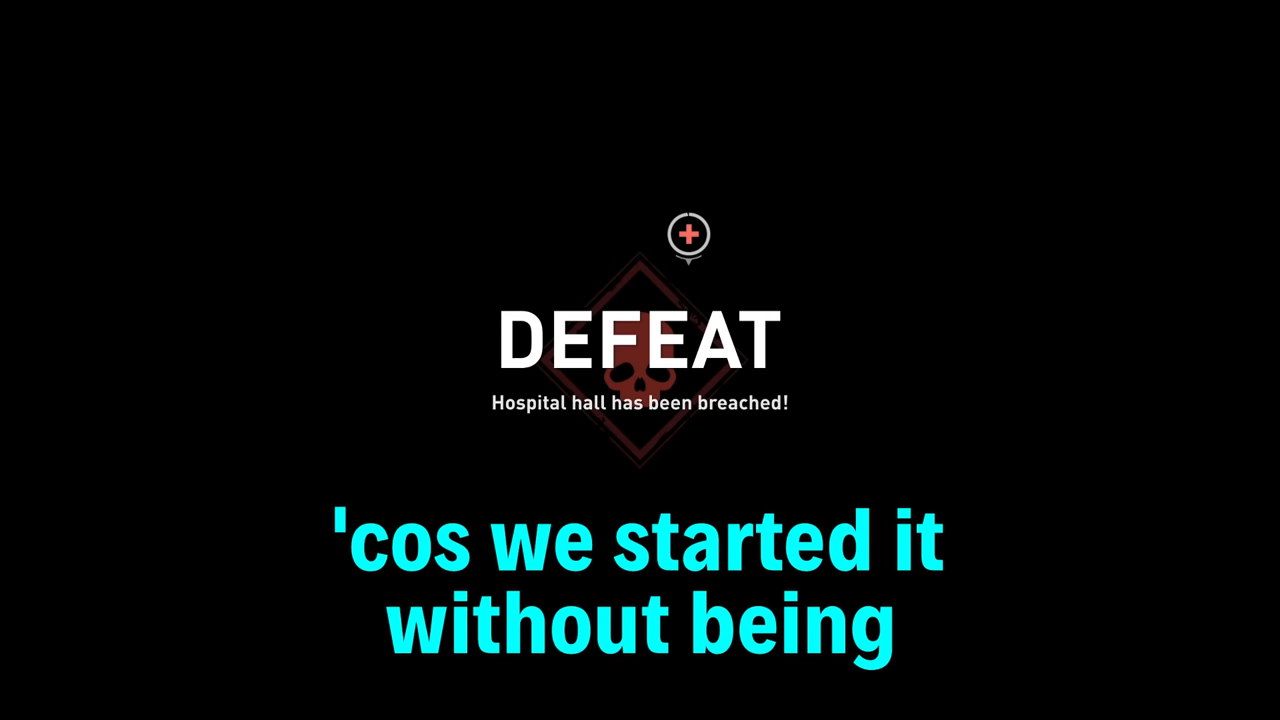 DEFEAT
Hospital hall has been breached!
'cos we started it
without being